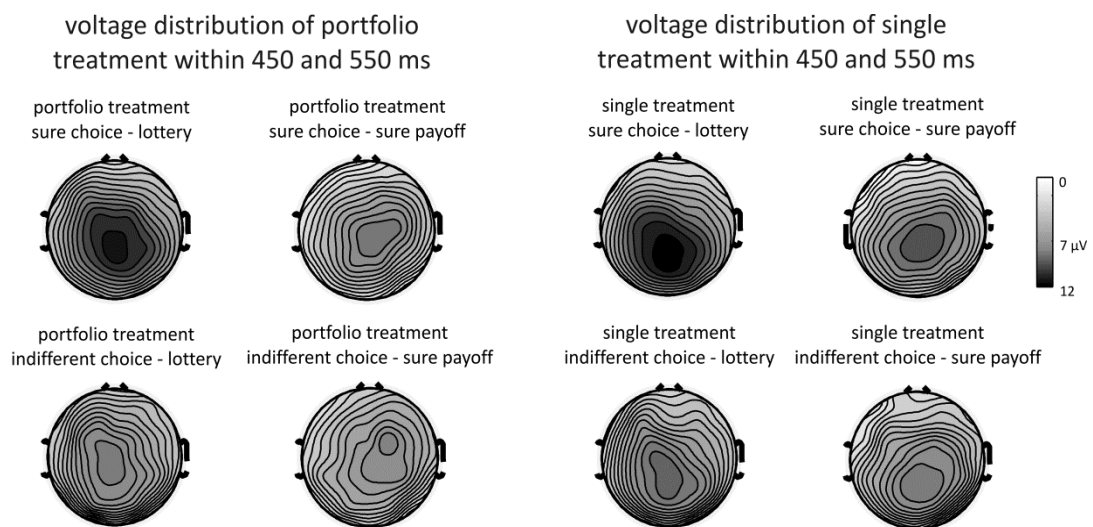 voltage distribution of portfolio
treatment within 450 and 550 ms
portfolio treatment
sure choice - lottery
portfolio treatment
sure choice - sure payoff
portfolio treatment
indifferent choice - lottery
portfolio treatment
indifferent choice - sure payoff
voltage distribution of single
treatment within 450 and 550 ms
single treatment
sure choice - lottery
single treatment
sure choice - sure payoff
0
7 µV
12
single treatment
indifferent choice - lottery
single treatment
indifferent choice - sure payoff